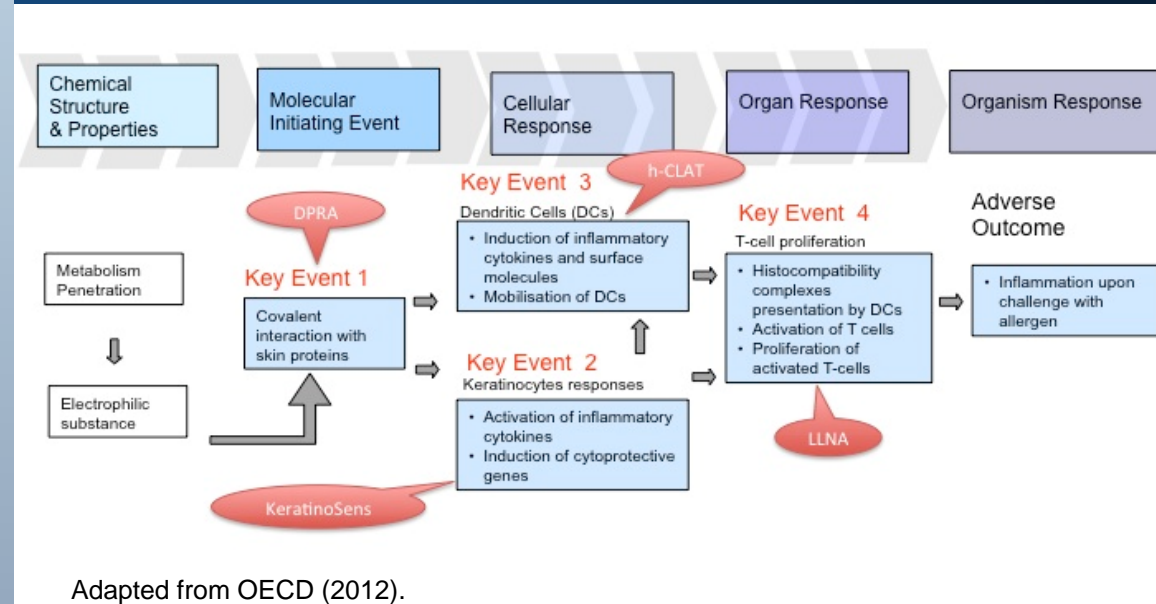 Chemical
Structure
& Properties
Molecular
Initiating Event
Cellular
Response
Organ Response
Organism Response
DPRA
h-CLAT
Metabolism
Penetration
Electrophilic
substance
Key Event 1
Covalent
interaction with
skin proteins
Key Event 3
Dendritic Cells (DCs)
• Induction of inflammatory
cytokines and surface
molecules
• Mobilisation of DCs
Key Event 2
Keratinocytes responses
• Activation of inflammatory
cytokines
• Induction of cytoprotective
genes
KeratinoSens
Key Event 4
T-cell proliferation
• Histocompatibility
complexes
presentation by DCs
• Activation of T cells
• Proliferation of
activated T-cells
LLNA
Adverse
Outcome
• Inflammation upon
challenge with
allergen
Adapted from OECD (2012).